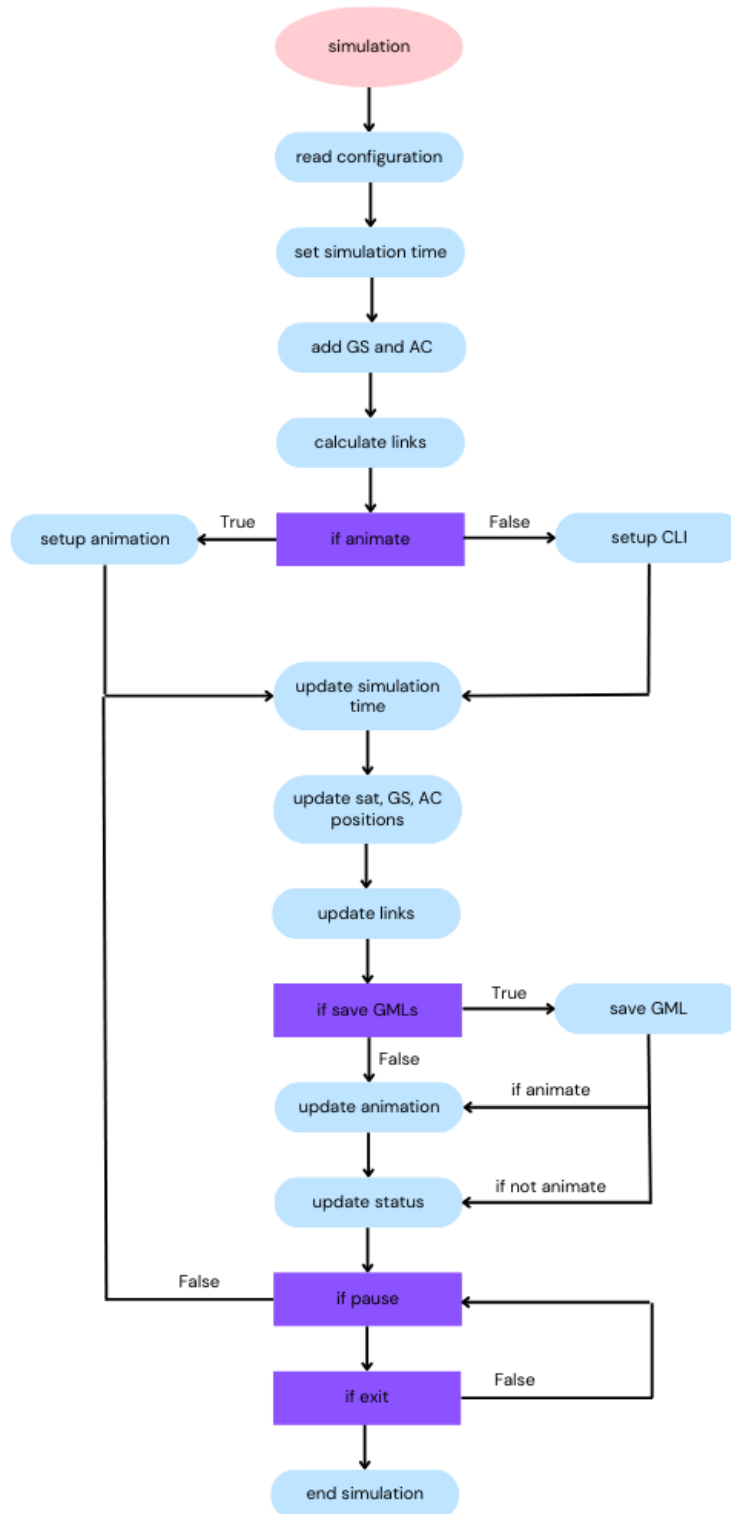 simulation
read configuration
set simulation time
add GS and AC
calculate links
True
False
setup animation
if animate
setup CLI
update simulation
time
update sat, GS, AC
positions
update links
True
if save GMLs
save GML
False
if animate
update animation
if not animate
update status
False
if pause
False
if exit
end simulation